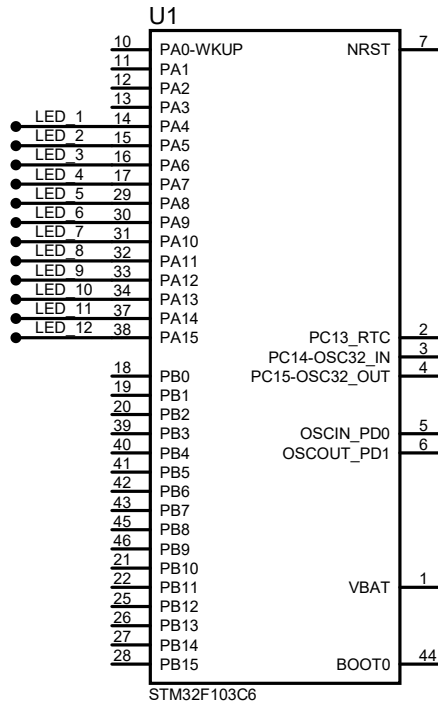 U1
10 PA0-WKUP NRST 7
11 PA1
12 PA2
13 PA3
LED_1 14 PA4
LED_2 15 PA5
LED_3 16 PA6
LED_4 17 PA7
LED_5 29 PA8
LED_6 30 PA9
LED_7 31 PA10
LED_8 32 PA11
LED_9 33 PA12
LED_10 34 PA13
LED_11 37 PA14
LED_12 38 PA15 PC13_RTC 2
PC14-OSC32_IN 3
18 PB0 PC15-OSC32_OUT 4
19 PB1
20 PB2
39 PB3 OSCIN_PD0 5
40 PB4 OSCOUT_PD1 6
41 PB5
42 PB6
43 PB7
45 PB8
46 PB9
21 PB10
22 PB11 VBAT 1
25 PB12
26 PB13
27 PB14
28 PB15 BOOT0 44
STM32F103C6